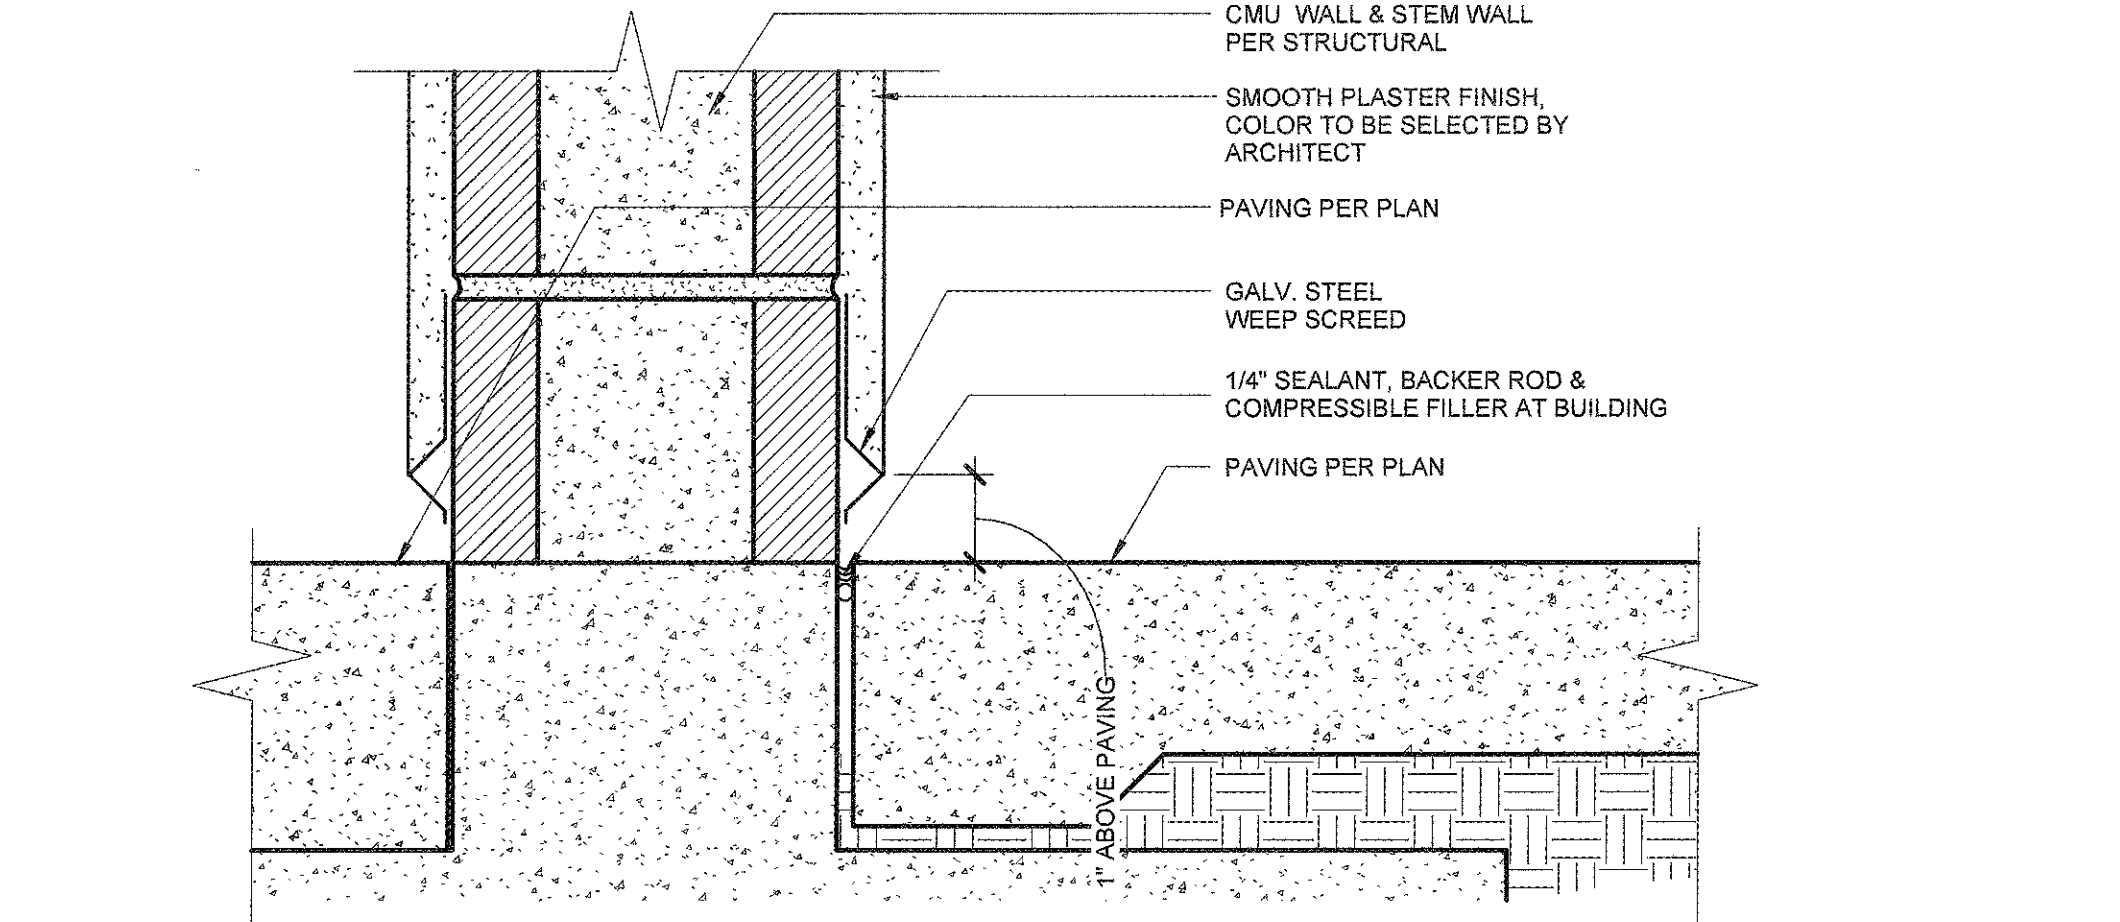 CMU WALL & STEM WALL
PER STRUCTURAL
SMOOTH PLASTER FINISH,
COLOR TO BE SELECTED BY
ARCHITECT
PAVING PER PLAN
GALV. STEEL
WEEP SCREED
1/4" SEALANT, BACKER ROD &
COMPRESSIBLE FILLER AT BUILDING
PAVING PER PLAN
1" ABOVE PAVING